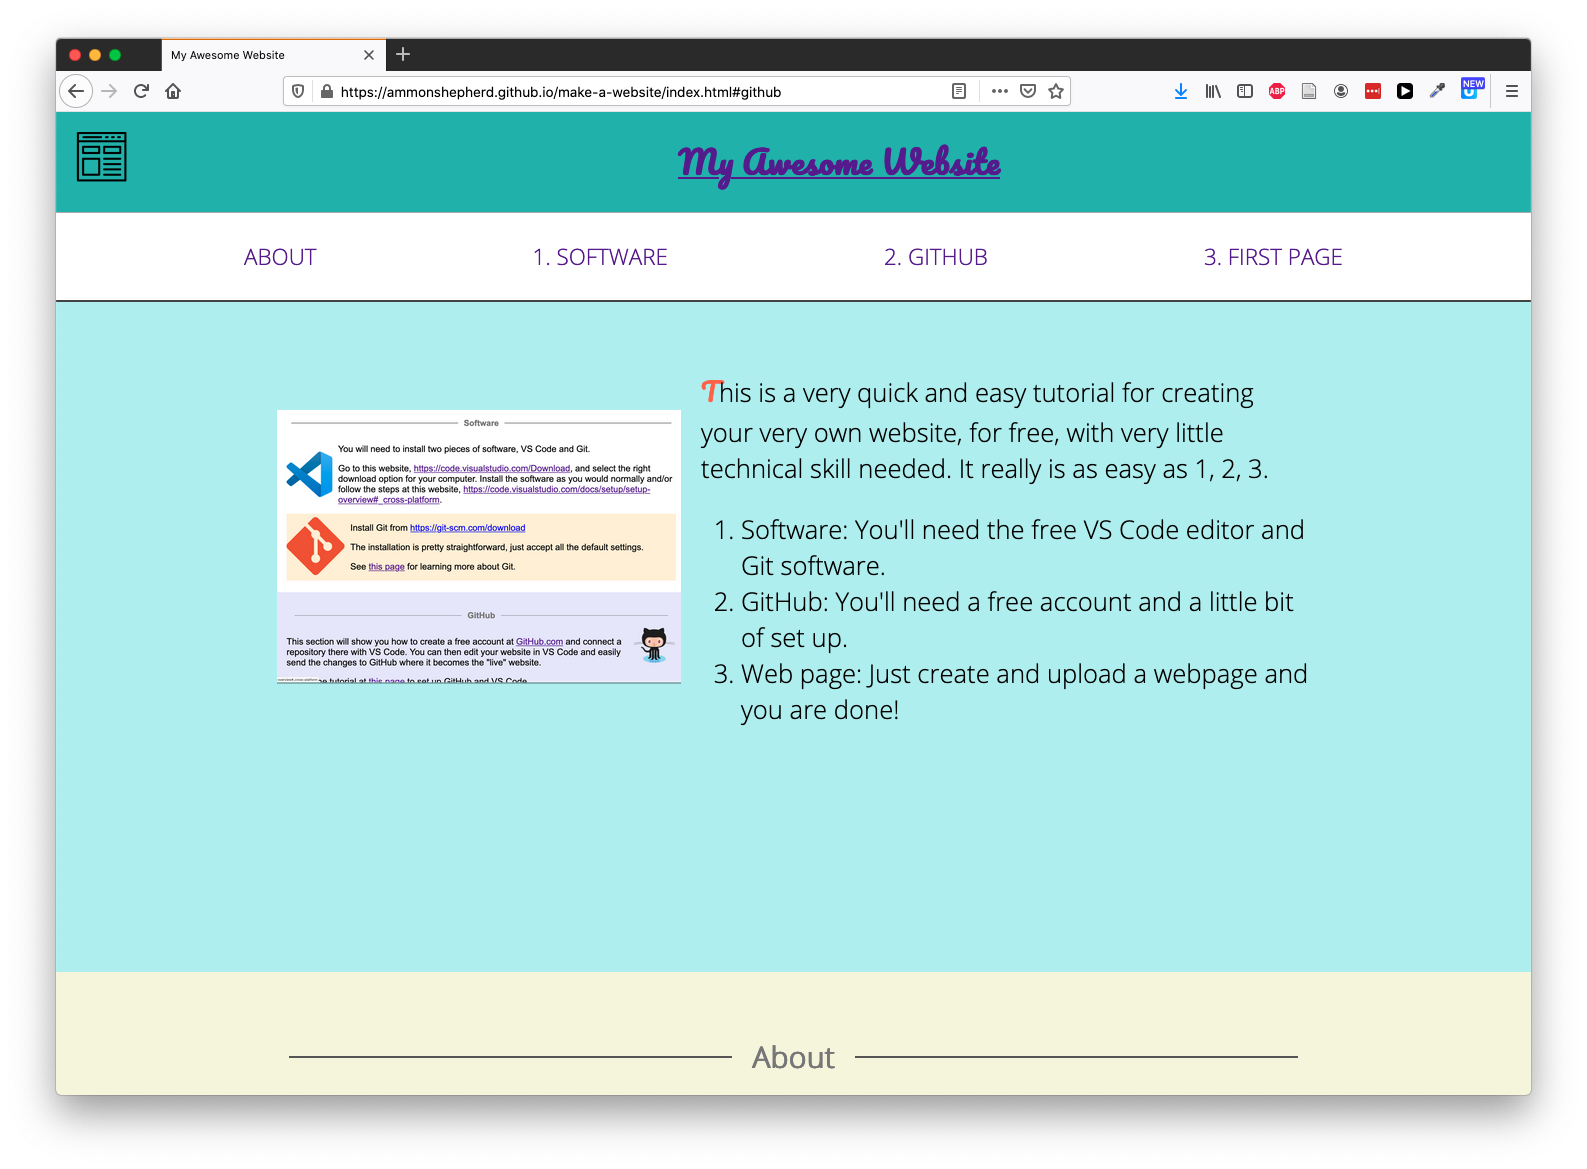 My Awesome Website
https://ammonshepherd.github.io/make-a-website/index.html#github
ABP
NEW
My Awesome Website
ABOUT
1. SOFTWARE
2. GITHUB
3. FIRST PAGE
Software
You will need to install two pieces of software, VS Code and Git.
Go to this website, https://code.visualstudio.com/Download, and select the right
download option for your computer. Install the software as you would normally and/or
follow the steps at this website, https://code.visualstudio.com/docs/setup/setup-
overview#_cross-platform.
Install Git from https://git-scm.com/download
The installation is pretty straightforward, just accept all the default settings.
See this page for learning more about Git.
GitHub
This section will show you how to create a free account at GitHub.com and connect a
repository there with VS Code. You can then edit your website in VS Code and easily
send the changes to GitHub where it becomes the "live" website.
tutorial at this page to set up GitHub and VS Code
This is a very quick and easy tutorial for creating
your very own website, for free, with very little
technical skill needed. It really is as easy as 1, 2, 3.
1. Software: You'll need the free VS Code editor and
Git software.
2. GitHub: You'll need a free account and a little bit
of set up.
3. Web page: Just create and upload a webpage and
you are done!
About